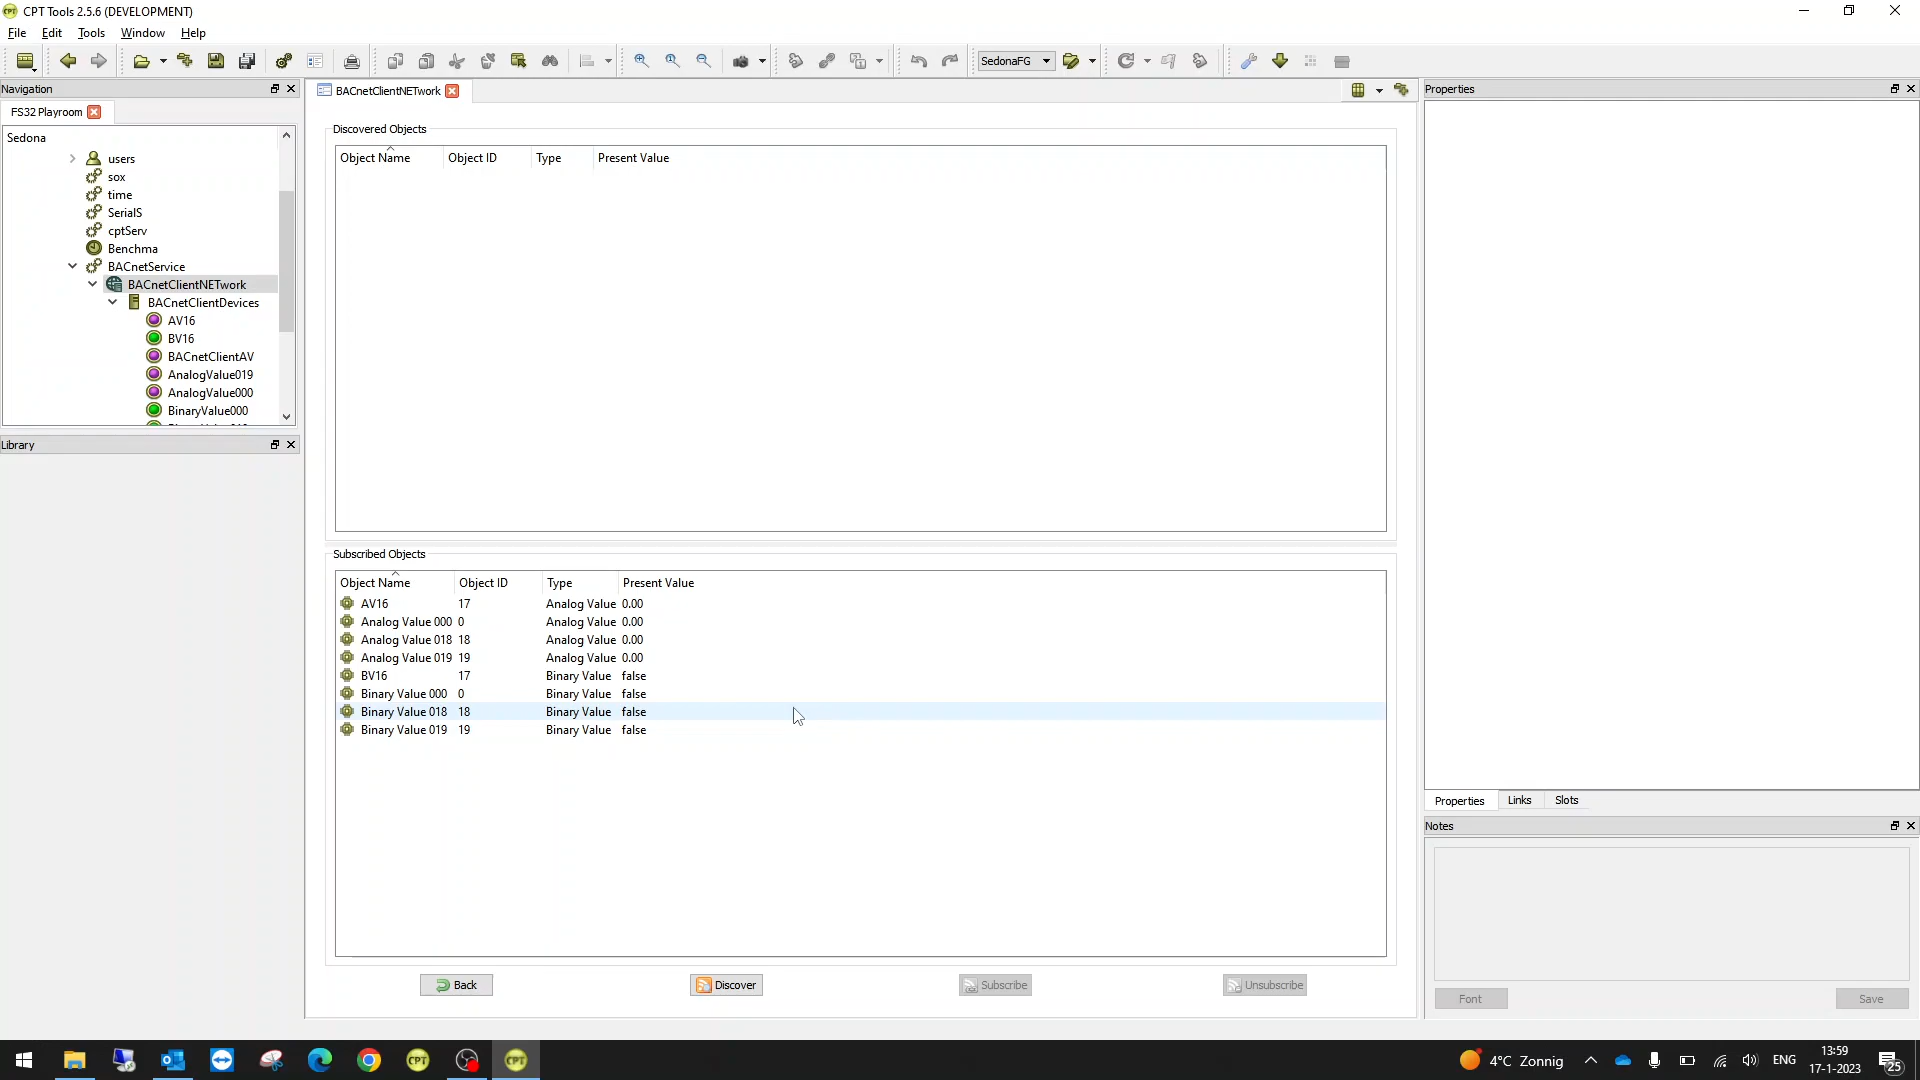 CPT Tools 2.5.6 (DEVELOPMENT)
File Edit Tools Window Help
SedonaFG
Navigation
FS32 Playroom
Sedona
users
sox
time
SerialS
cptServ
Benchma
BACnetService
BACnetClientNETwork
BACnetClientDevices
AV16
BV16
BACnetClientAV
AnalogValue019
AnalogValue000
BinaryValue000
Library
BACnetClientNETwork
Discovered Objects
Object Name Object ID Type Present Value
Subscribed Objects
Object Name Object ID Type Present Value
AV16 17 Analog Value 0.00
Analog Value 000 0 Analog Value 0.00
Analog Value 018 18 Analog Value 0.00
Analog Value 019 19 Analog Value 0.00
BV16 17 Binary Value false
Binary Value 000 0 Binary Value false
Binary Value 018 18 Binary Value false
Binary Value 019 19 Binary Value false
Back Discover Subscribe Unsubscribe
Properties
Properties Links Slots
Notes
Font Save
CPT CPT
4°C Zonnig
ENG
13:59
17-1-2023
25